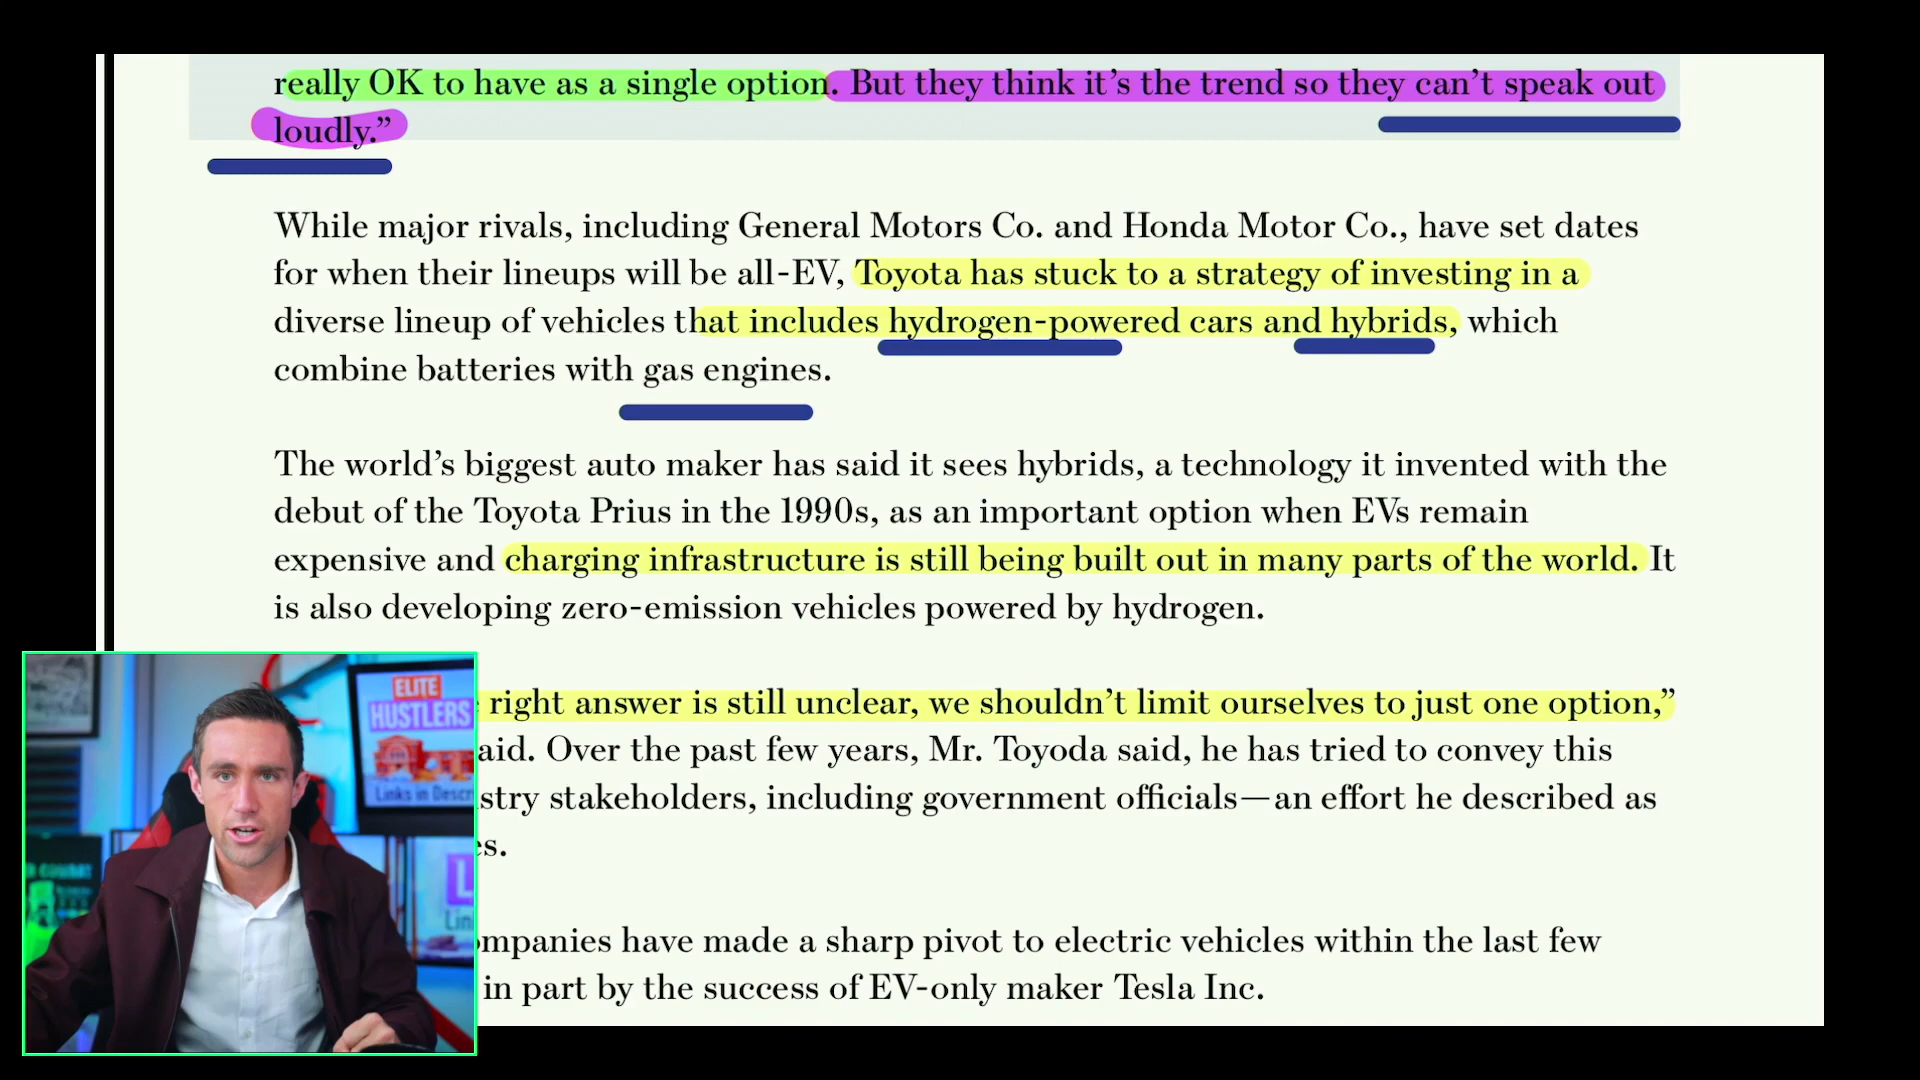 really OK to have as a single option. But they think it’s the trend so they can’t speak out
loudly.”
While major rivals, including General Motors Co. and Honda Motor Co., have set dates
for when their lineups will be all-EV, Toyota has stuck to a strategy of investing in a
diverse lineup of vehicles that includes hydrogen-powered cars and hybrids, which
combine batteries with gas engines.
The world’s biggest auto maker has said it sees hybrids, a technology it invented with the
debut of the Toyota Prius in the 1990s, as an important option when EVs remain
expensive and charging infrastructure is still being built out in many parts of the world. It
is also developing zero-emission vehicles powered by hydrogen.
right answer is still unclear, we shouldn’t limit ourselves to just one option,”
aid. Over the past few years, Mr. Toyoda said, he has tried to convey this
stry stakeholders, including government officials—an effort he described as
es.
ompanies have made a sharp pivot to electric vehicles within the last few
in part by the success of EV-only maker Tesla Inc.
ELITE
HUSTLERS
Links in Descr
L
Lin